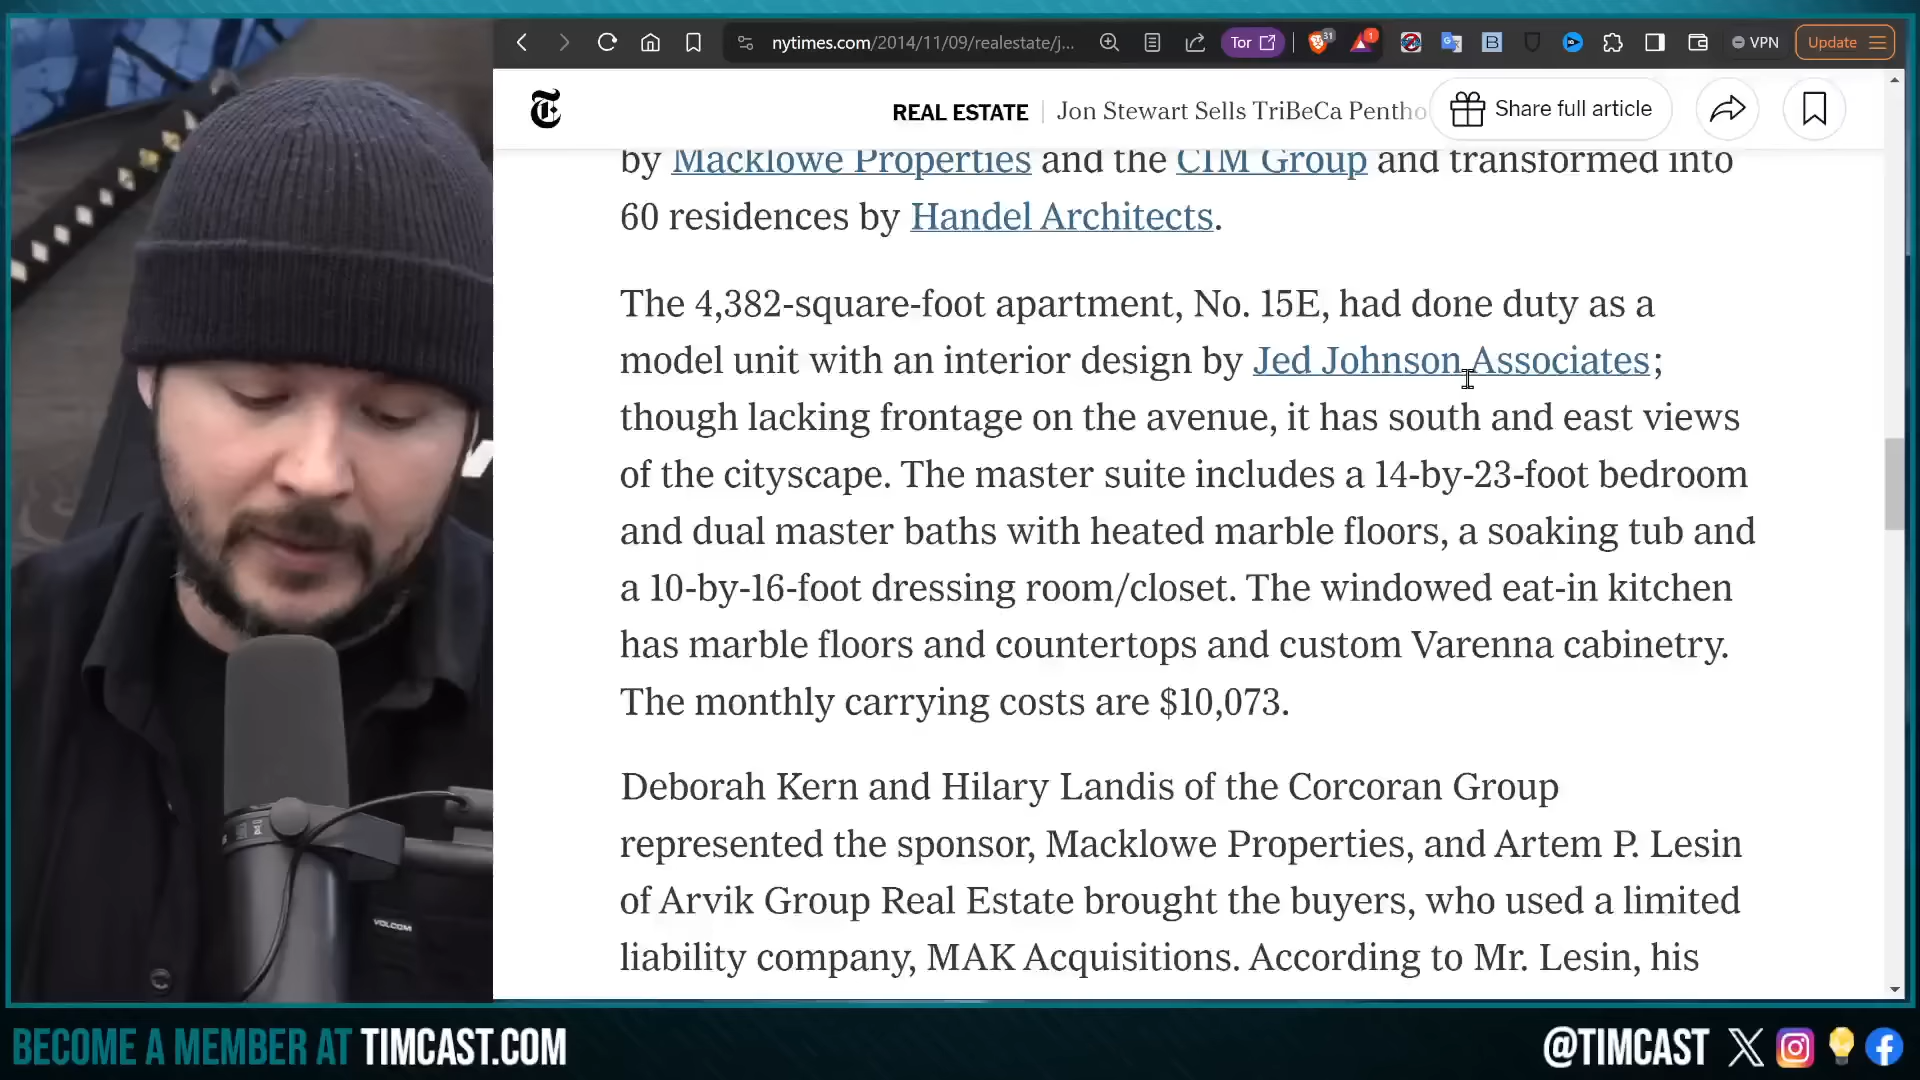 nytimes.com/2014/11/09/realestate/j...
Tor
31
1
VPN
Update
REAL ESTATE | Jon Stewart Sells TriBeCa Pentho
Share full article
by Macklowe Properties and the CIM Group and transformed into
60 residences by Handel Architects.
The 4,382-square-foot apartment, No. 15E, had done duty as a
model unit with an interior design by Jed Johnson Associates;
though lacking frontage on the avenue, it has south and east views
of the cityscape. The master suite includes a 14-by-23-foot bedroom
and dual master baths with heated marble floors, a soaking tub and
a 10-by-16-foot dressing room/closet. The windowed eat-in kitchen
has marble floors and countertops and custom Varenna cabinetry.
The monthly carrying costs are $10,073.
Deborah Kern and Hilary Landis of the Corcoran Group
represented the sponsor, Macklowe Properties, and Artem P. Lesin
of Arvik Group Real Estate brought the buyers, who used a limited
liability company, MAK Acquisitions. According to Mr. Lesin, his
VOLCOM
BECOME A MEMBER AT TIMCAST.COM
@TIMCAST